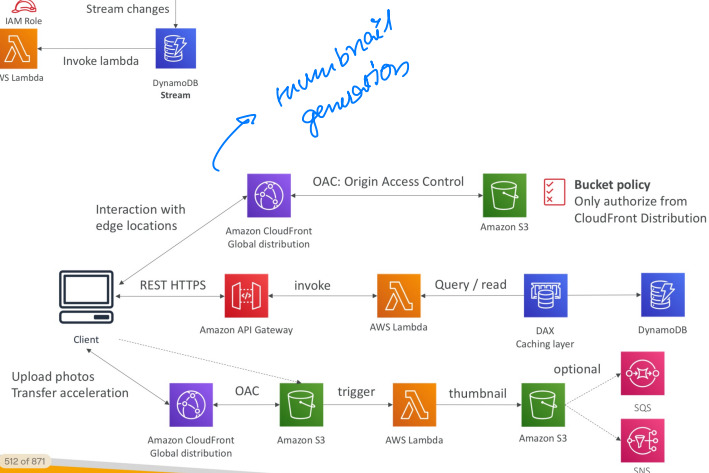 IAM Role
Stream changes
Invoke lambda
WS Lambda
DynamoDB
Stream
thumbnail
generation
OAC: Origin Access Control
Bucket policy
Only authorize from
CloudFront Distribution
Interaction with
edge locations
Amazon CloudFront
Global distribution
Amazon S3
REST HTTPS
invoke
Query / read
Client
Amazon API Gateway
AWS Lambda
DAX
Caching layer
DynamoDB
Upload photos
Transfer acceleration
OAC
trigger
thumbnail
optional
SQS
Amazon CloudFront
Global distribution
Amazon S3
AWS Lambda
Amazon S3
SNS
512 of 871